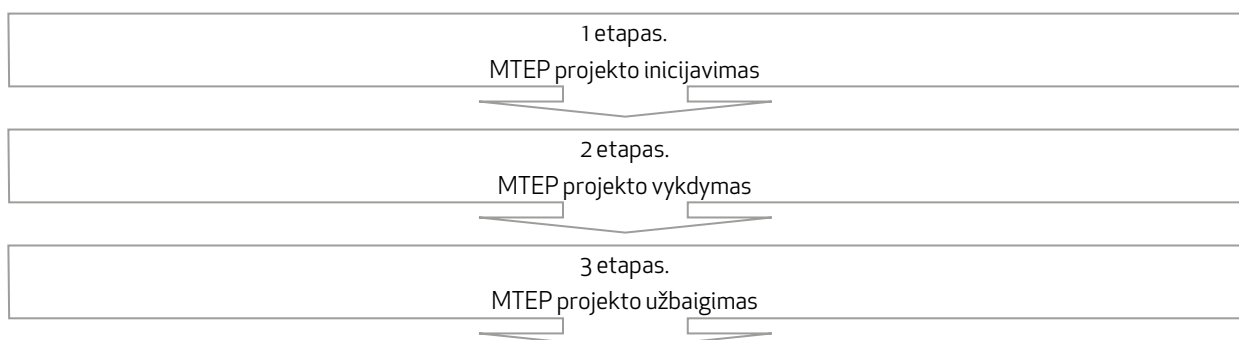 1 etapas.
MTEP projekto inicijavimas
2 etapas.
MTEP projekto vykdymas
3 etapas.
MTEP projekto užbaigimas